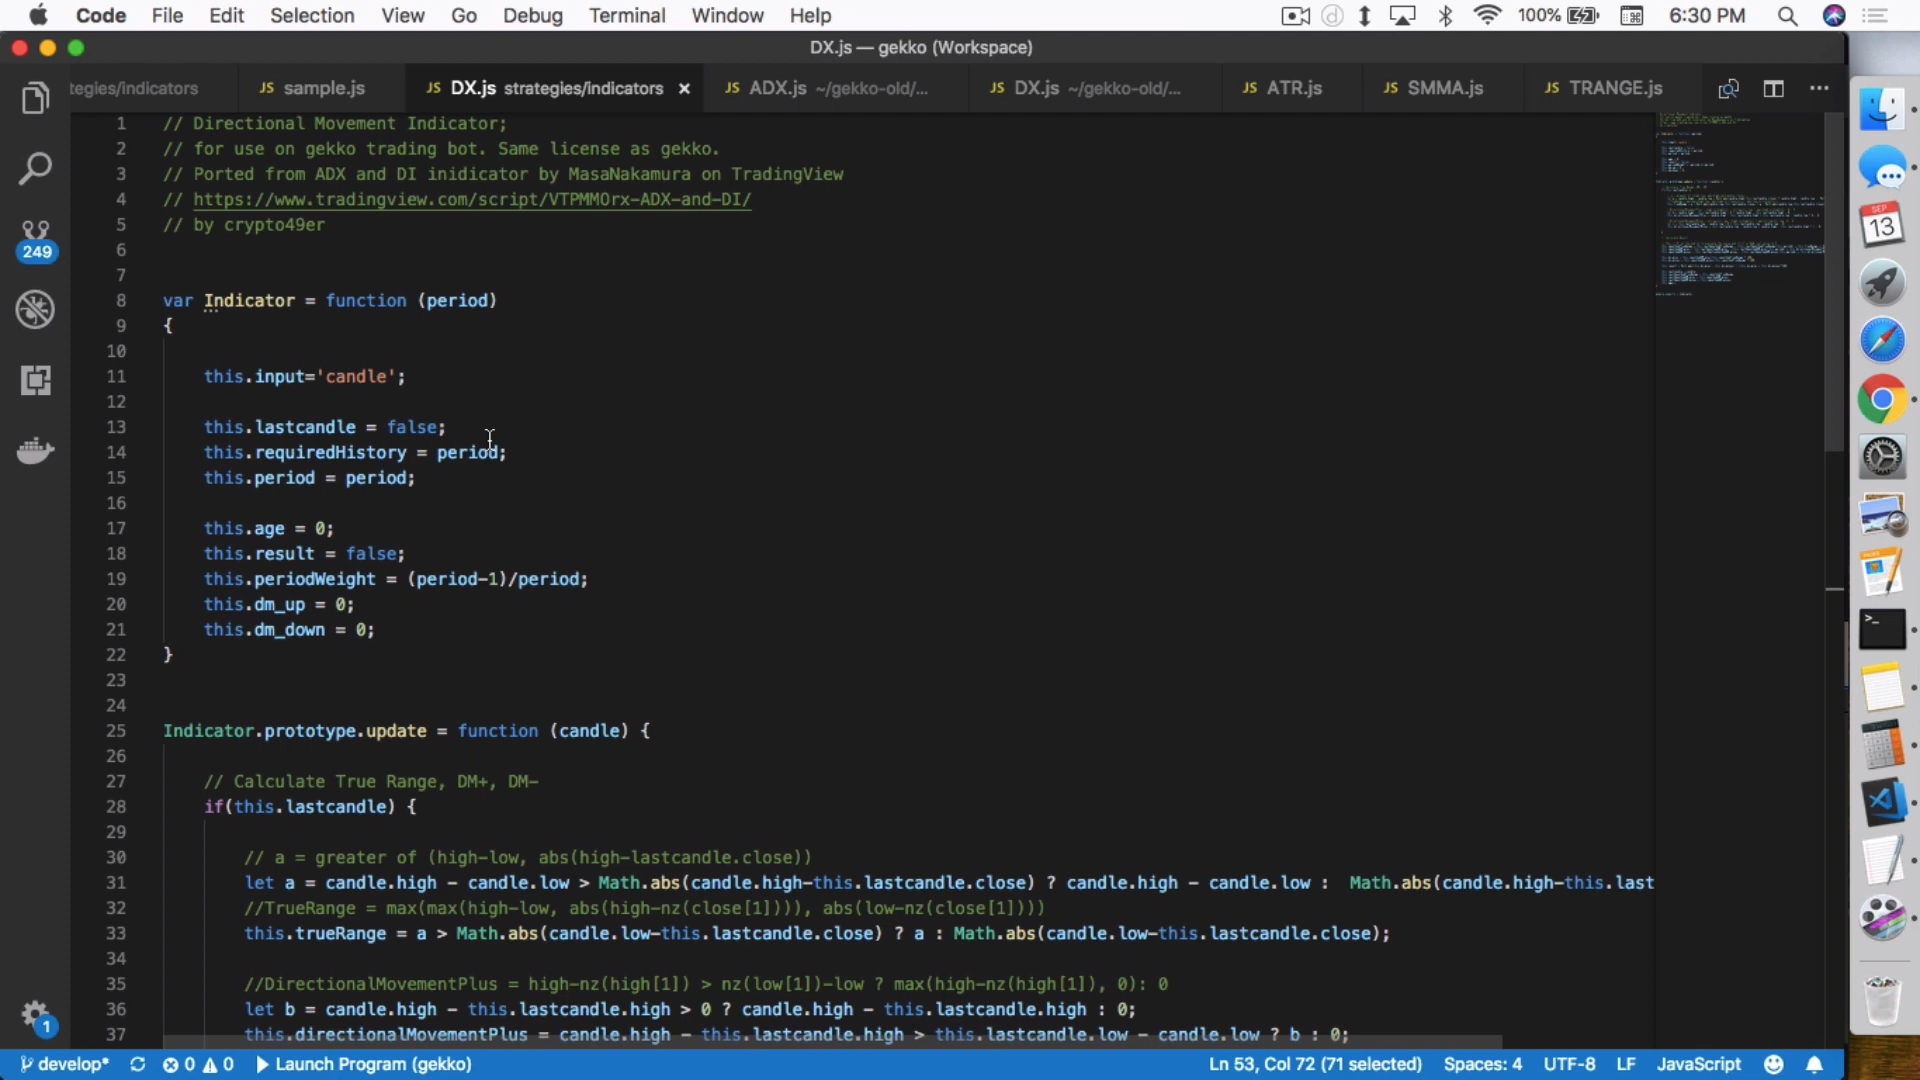 Code File Edit Selection View Go Debug Terminal Window Help 100% 6:30 PM
DX.js — gekko (Workspace)
tegies/indicators JS sample.js JS DX.js strategies/indicators × JS ADX.js ~/gekko-old/... JS DX.js ~/gekko-old/... JS ATR.js JS SMMA.js JS TRANGE.js
1 // Directional Movement Indicator;
2 // for use on gekko trading bot. Same license as gekko.
3 // Ported from ADX and DI inidicator by MasaNakamura on TradingView
4 // https://www.tradingview.com/script/VTPMMOrx-ADX-and-DI/
5 // by crypto49er
6
7
8 var Indicator = function (period)
9 {
10
11 this.input='candle';
12
13 this.lastcandle = false;
14 this.requiredHistory = period;
15 this.period = period;
16
17 this.age = 0;
18 this.result = false;
19 this.periodWeight = (period-1)/period;
20 this.dm_up = 0;
21 this.dm_down = 0;
22 }
23
24
25 Indicator.prototype.update = function (candle) {
26
27 // Calculate True Range, DM+, DM-
28 if(this.lastcandle) {
29
30 // a = greater of (high-low, abs(high-lastcandle.close))
31 let a = candle.high - candle.low > Math.abs(candle.high-this.lastcandle.close) ? candle.high - candle.low : Math.abs(candle.high-this.last
32 //TrueRange = max(max(high-low, abs(high-nz(close[1]))), abs(low-nz(close[1])))
33 this.trueRange = a > Math.abs(candle.low-this.lastcandle.close) ? a : Math.abs(candle.low-this.lastcandle.close);
34
35 //DirectionalMovementPlus = high-nz(high[1]) > nz(low[1])-low ? max(high-nz(high[1]), 0): 0
36 let b = candle.high - this.lastcandle.high > 0 ? candle.high - this.lastcandle.high : 0;
37 this.directionalMovementPlus = candle.high - this.lastcandle.high > this.lastcandle.low - candle.low ? b : 0;
249
1
SEP
13
develop* 0 0 Launch Program (gekko) Ln 53, Col 72 (71 selected) Spaces: 4 UTF-8 LF JavaScript